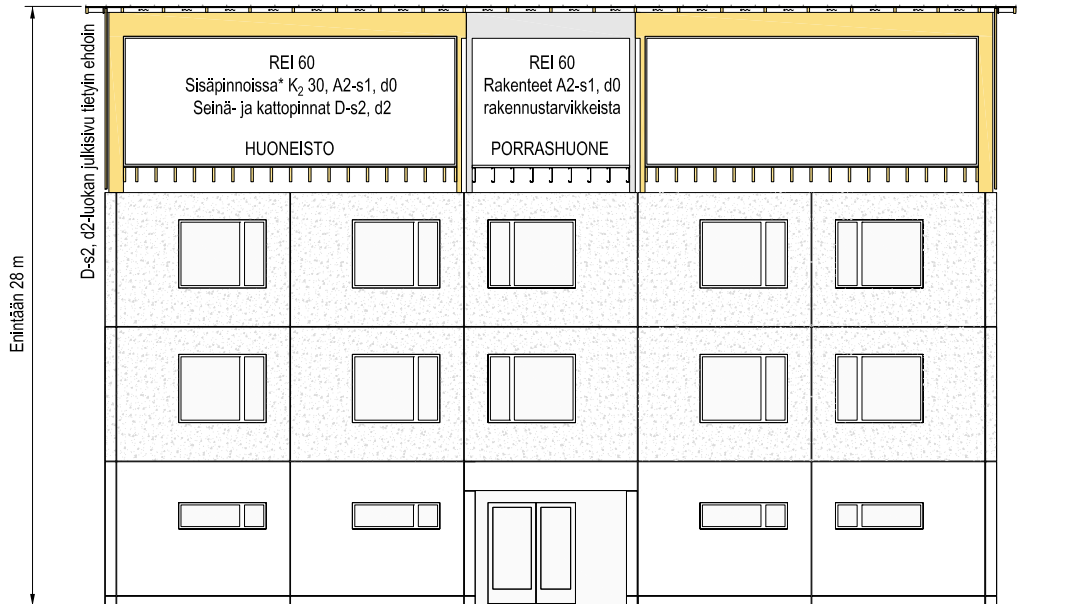 Enintään 28 m
D-s2, d2-luokan julkisivu tietyin ehdoin
REI 60
Sisäpinnoissa* K₂ 30, A2-s1, d0
Seinä- ja kattopinnat D-s2, d2
HUONEISTO
REI 60
Rakenteet A2-s1, d0
rakennustarvikkeista
PORRASHUONE